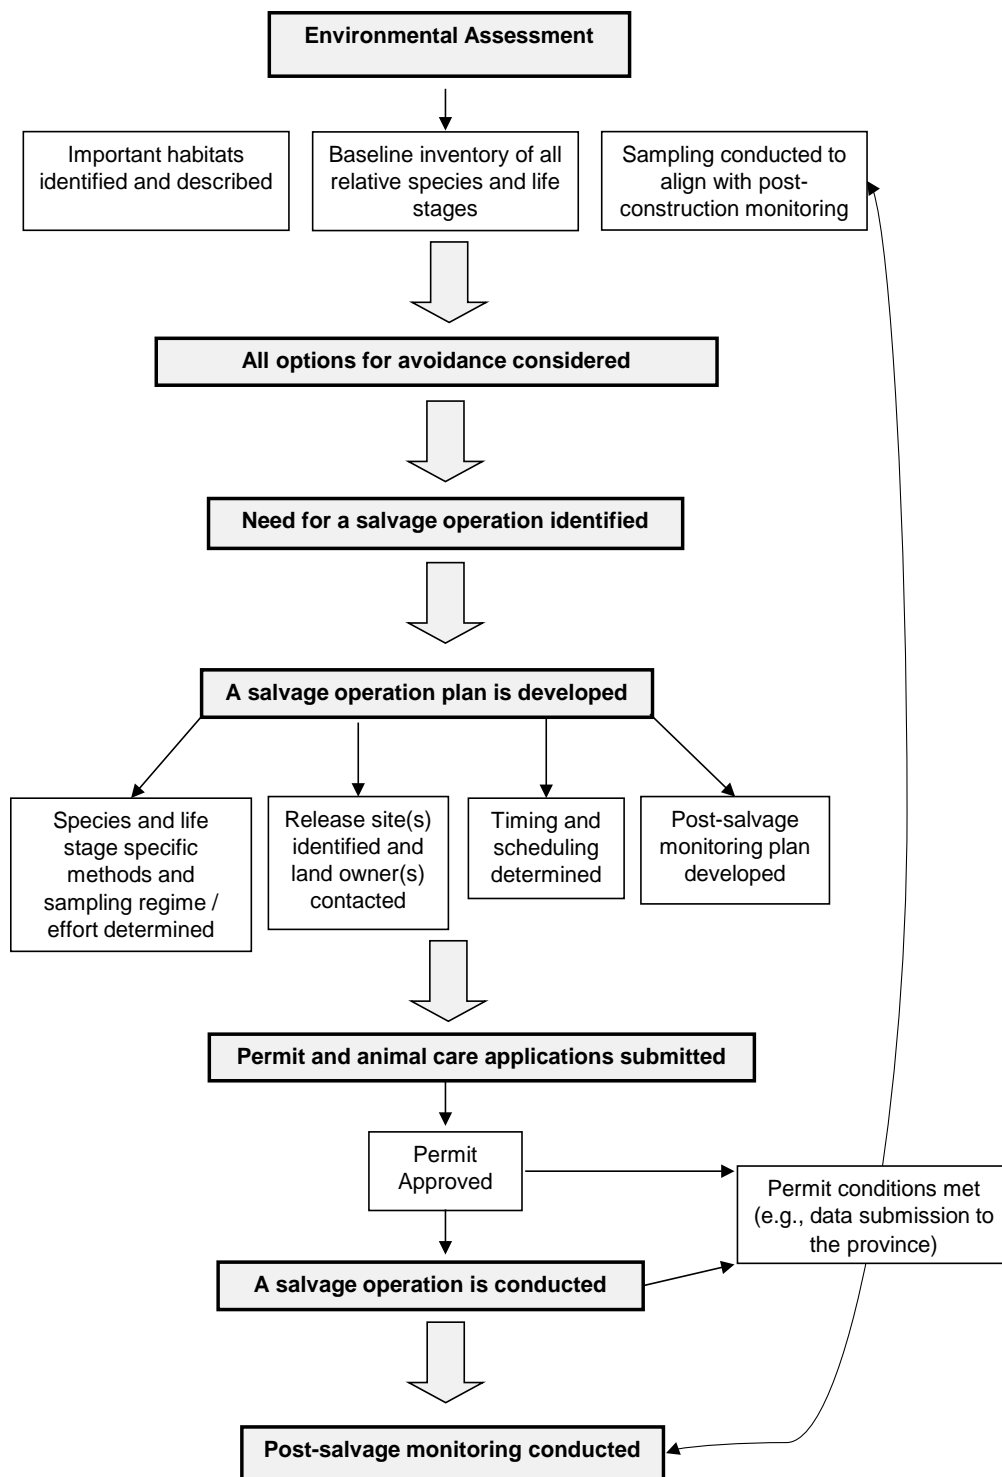 Environmental Assessment
Important habitats
identified and described
Baseline inventory of all
relative species and life
stages
Sampling conducted to
align with post-
construction monitoring
All options for avoidance considered
Need for a salvage operation identified
A salvage operation plan is developed
Species and life
stage specific
methods and
sampling regime /
effort determined
Release site(s)
identified and
land owner(s)
contacted
Timing and
scheduling
determined
Post-salvage
monitoring plan
developed
Permit and animal care applications submitted
Permit
Approved
Permit conditions met
(e.g., data submission to
the province)
A salvage operation is conducted
Post-salvage monitoring conducted